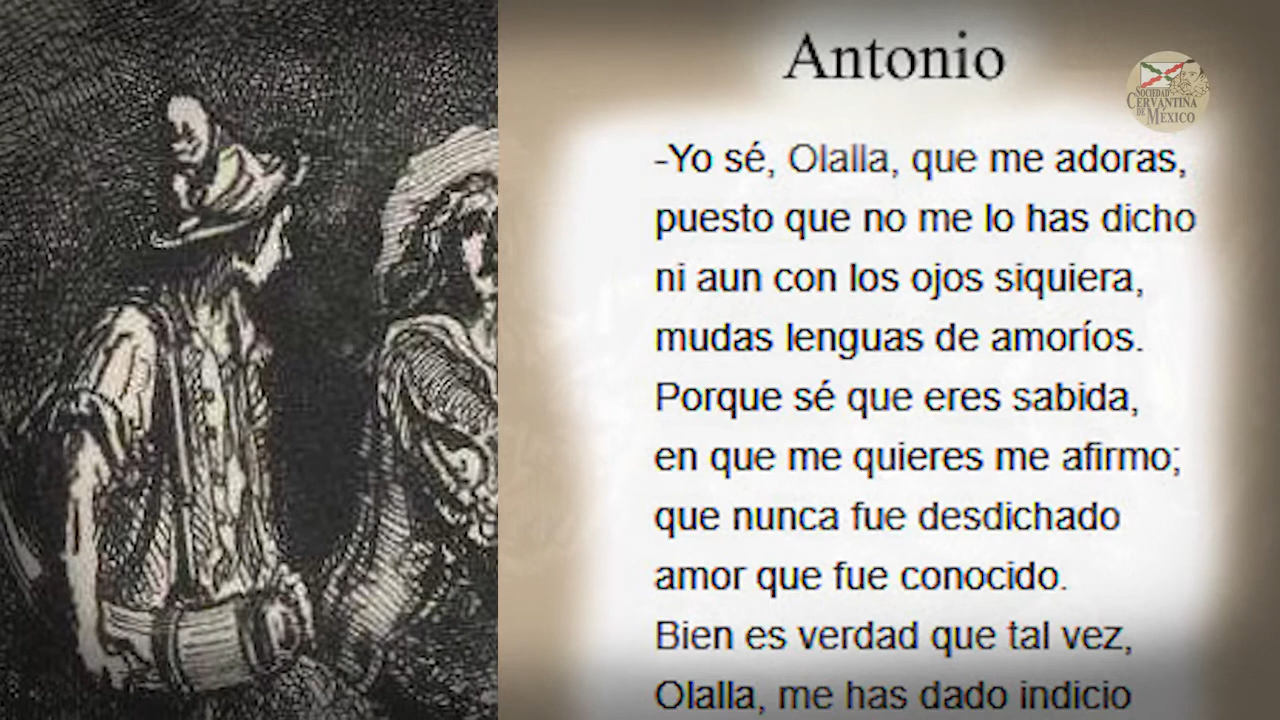 Antonio
SOCIEDAD
CERVANTINA
DE MÉXICO
-Yo sé, Olalla, que me adoras,
puesto que no me lo has dicho
ni aun con los ojos siquiera,
mudas lenguas de amoríos.
Porque sé que eres sabida,
en que me quieres me afirmo;
que nunca fue desdichado
amor que fue conocido.
Bien es verdad que tal vez,
Olalla, me has dado indicio